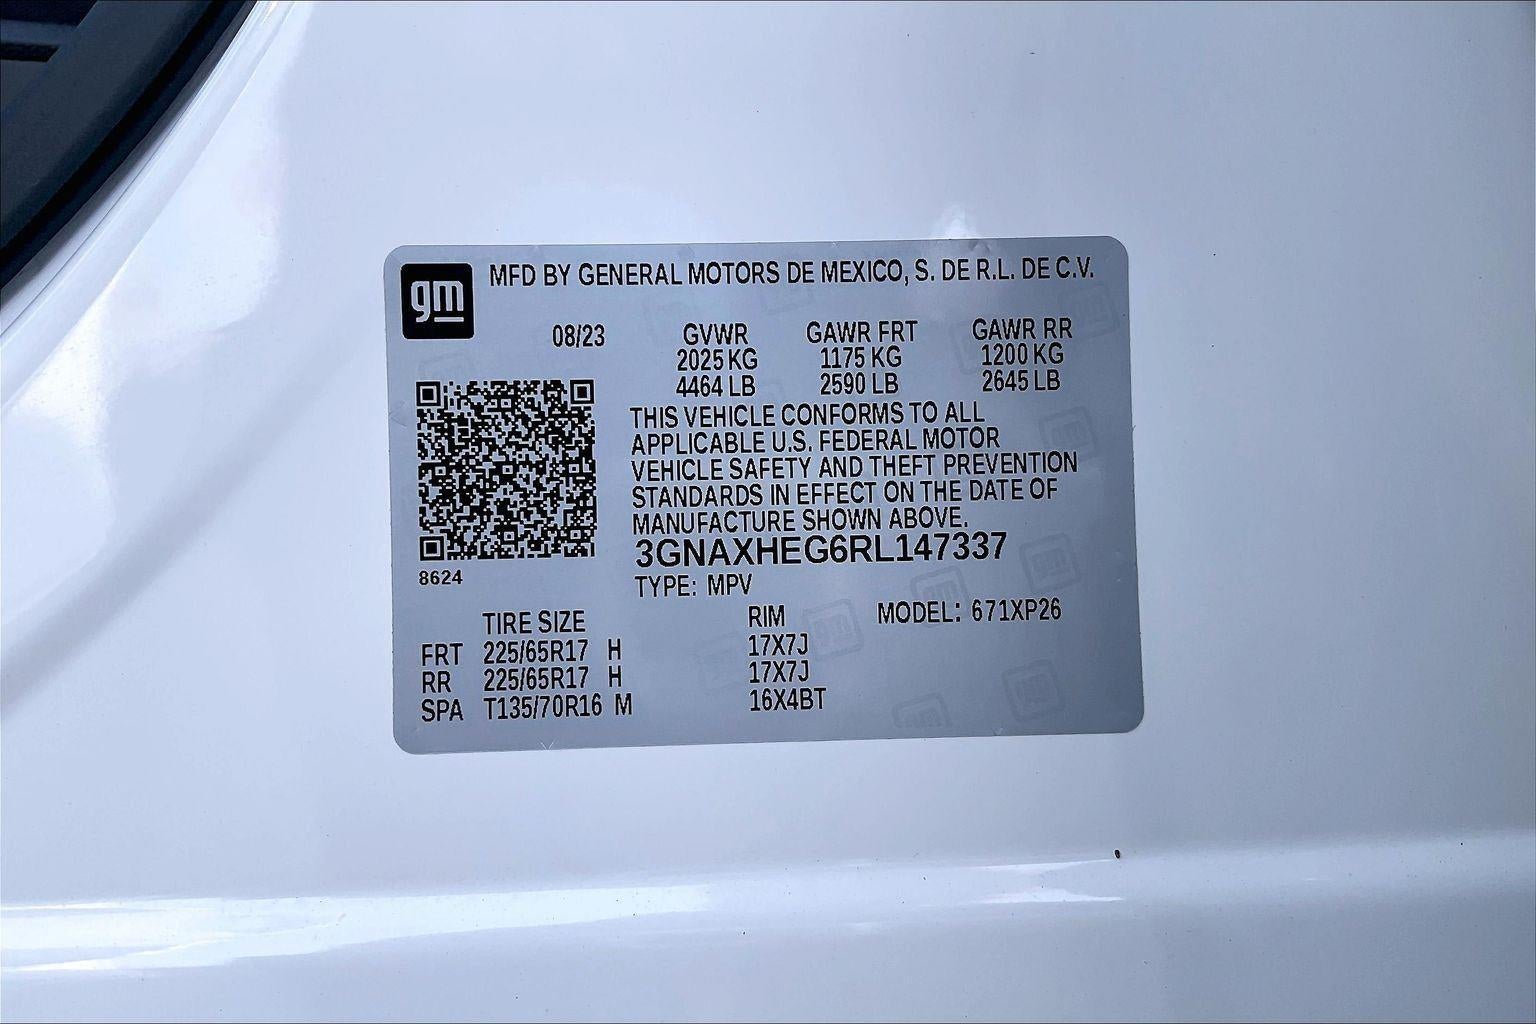 gm MFD BY GENERAL MOTORS DE MEXICO, S. DE R.L. DE C.V.
08/23 GVWR GAWR FRT GAWR RR
2025 KG 1175 KG 1200 KG
4464 LB 2590 LB 2645 LB
THIS VEHICLE CONFORMS TO ALL
APPLICABLE U.S. FEDERAL MOTOR
VEHICLE SAFETY AND THEFT PREVENTION
STANDARDS IN EFFECT ON THE DATE OF
MANUFACTURE SHOWN ABOVE.
3GNAXHEG6RL147337
8624
TYPE: MPV
TIRE SIZE RIM MODEL: 671XP26
FRT 225/65R17 H 17X7J
RR 225/65R17 H 17X7J
SPA T135/70R16 M 16X4BT